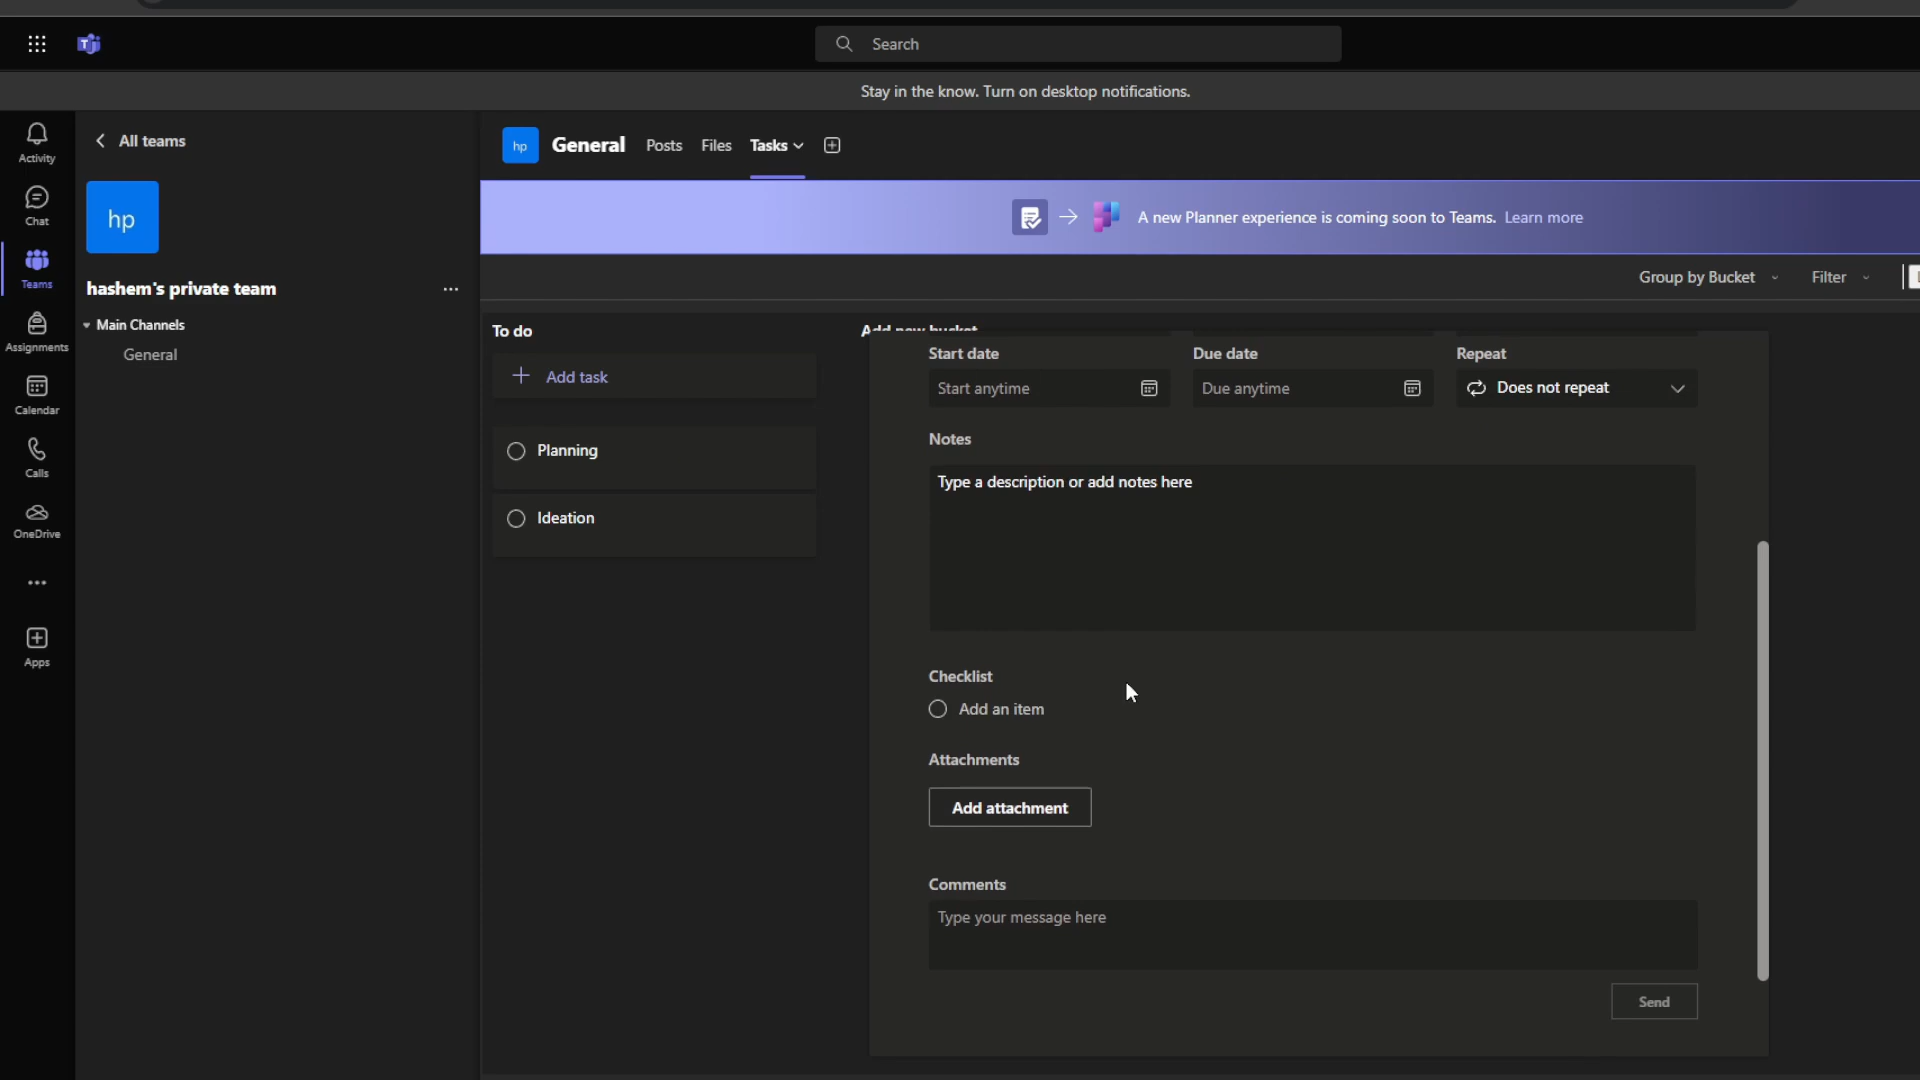 Search
Stay in the know. Turn on desktop notifications.
Activity
Chat
Teams
Assignments
Calendar
Calls
OneDrive
Apps
All teams
hp
hashem's private team
Main Channels
General
hp General Posts Files Tasks
A new Planner experience is coming soon to Teams. Learn more
Group by Bucket Filter
To do
Add task
Planning
Ideation
Add new bucket
Start date Due date Repeat
Start anytime Due anytime Does not repeat
Notes
Type a description or add notes here
Checklist
Add an item
Attachments
Add attachment
Comments
Type your message here
Send